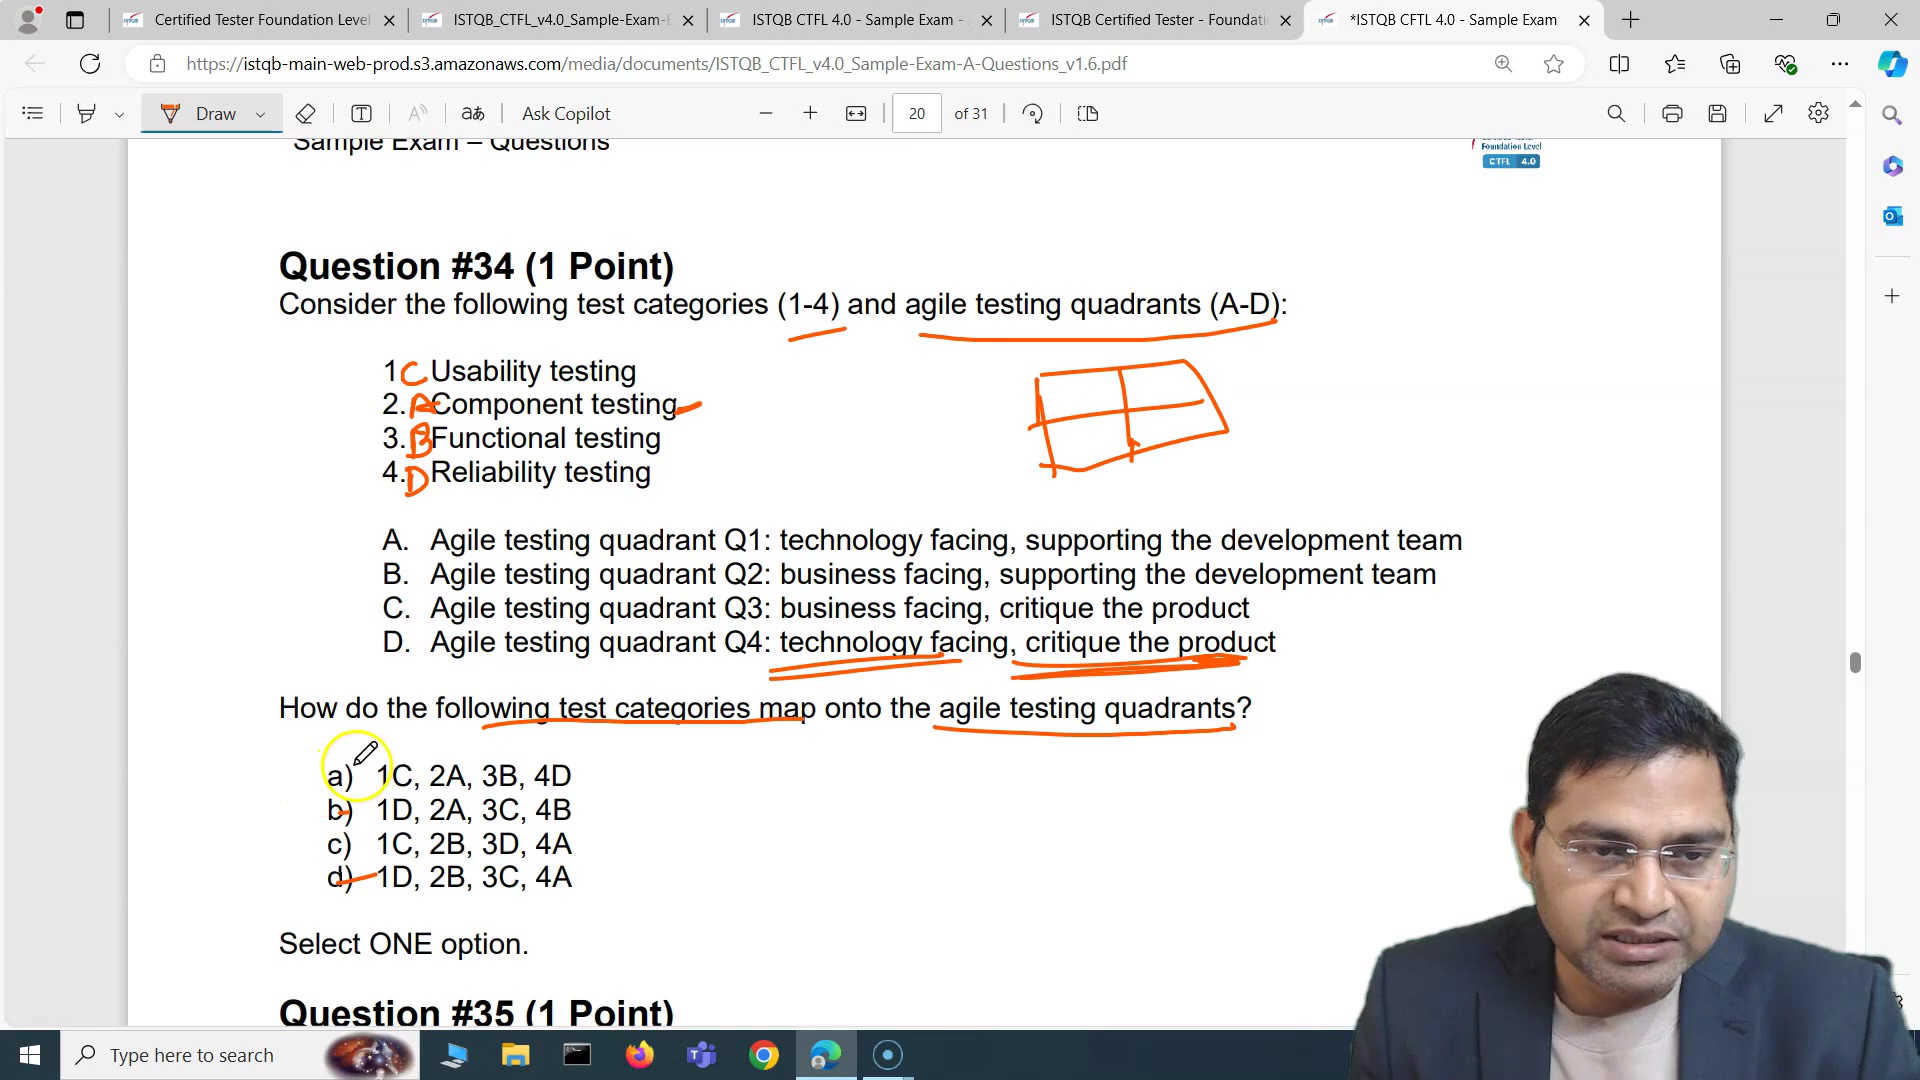 Certified Tester Foundation Level
ISTQB_CTFL_v4.0_Sample-Exam-
ISTQB CTFL 4.0 - Sample Exam -
ISTQB Certified Tester - Foundati
*ISTQB CFTL 4.0 - Sample Exam
https://istqb-main-web-prod.s3.amazonaws.com/media/documents/ISTQB_CTFL_v4.0_Sample-Exam-A-Questions_v1.6.pdf
Draw
Ask Copilot
20 of 31
Sample Exam – Questions
Foundation Level
CTFL 4.0
Question #34 (1 Point)
Consider the following test categories (1-4) and agile testing quadrants (A-D):
1 C Usability testing
2. A Component testing
3. B Functional testing
4. D Reliability testing
A. Agile testing quadrant Q1: technology facing, supporting the development team
B. Agile testing quadrant Q2: business facing, supporting the development team
C. Agile testing quadrant Q3: business facing, critique the product
D. Agile testing quadrant Q4: technology facing, critique the product
How do the following test categories map onto the agile testing quadrants?
a) 1C, 2A, 3B, 4D
b) 1D, 2A, 3C, 4B
c) 1C, 2B, 3D, 4A
d) 1D, 2B, 3C, 4A
Select ONE option.
Question #35 (1 Point)
Type here to search